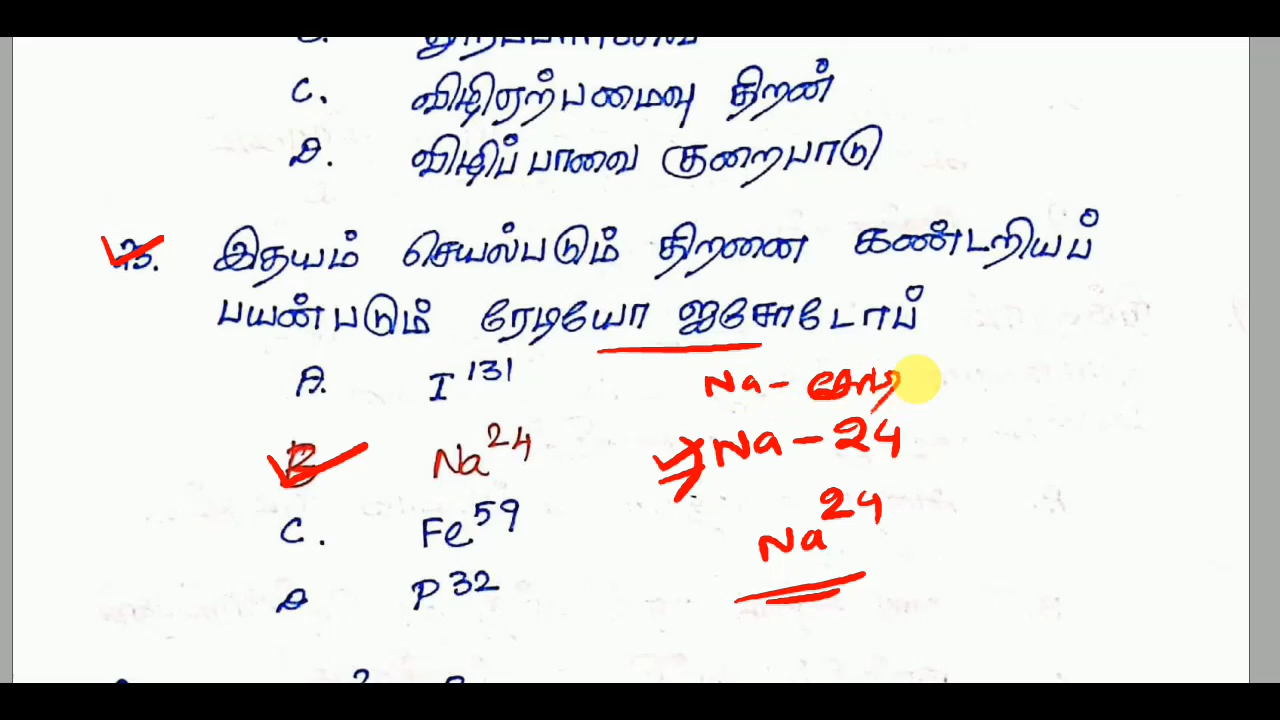 C. விழிஏற்பமைவு திறன்
D. விழிப்பாவை குறைபாடு
இதயம் செயல்படும் திறனை கண்டறியப்
பயன்படும் ரேடியோ ஐசோடோப்
A. I 131
Na -
B Na 24
Na - 24
C. Fe 59
Na 24
D P 32